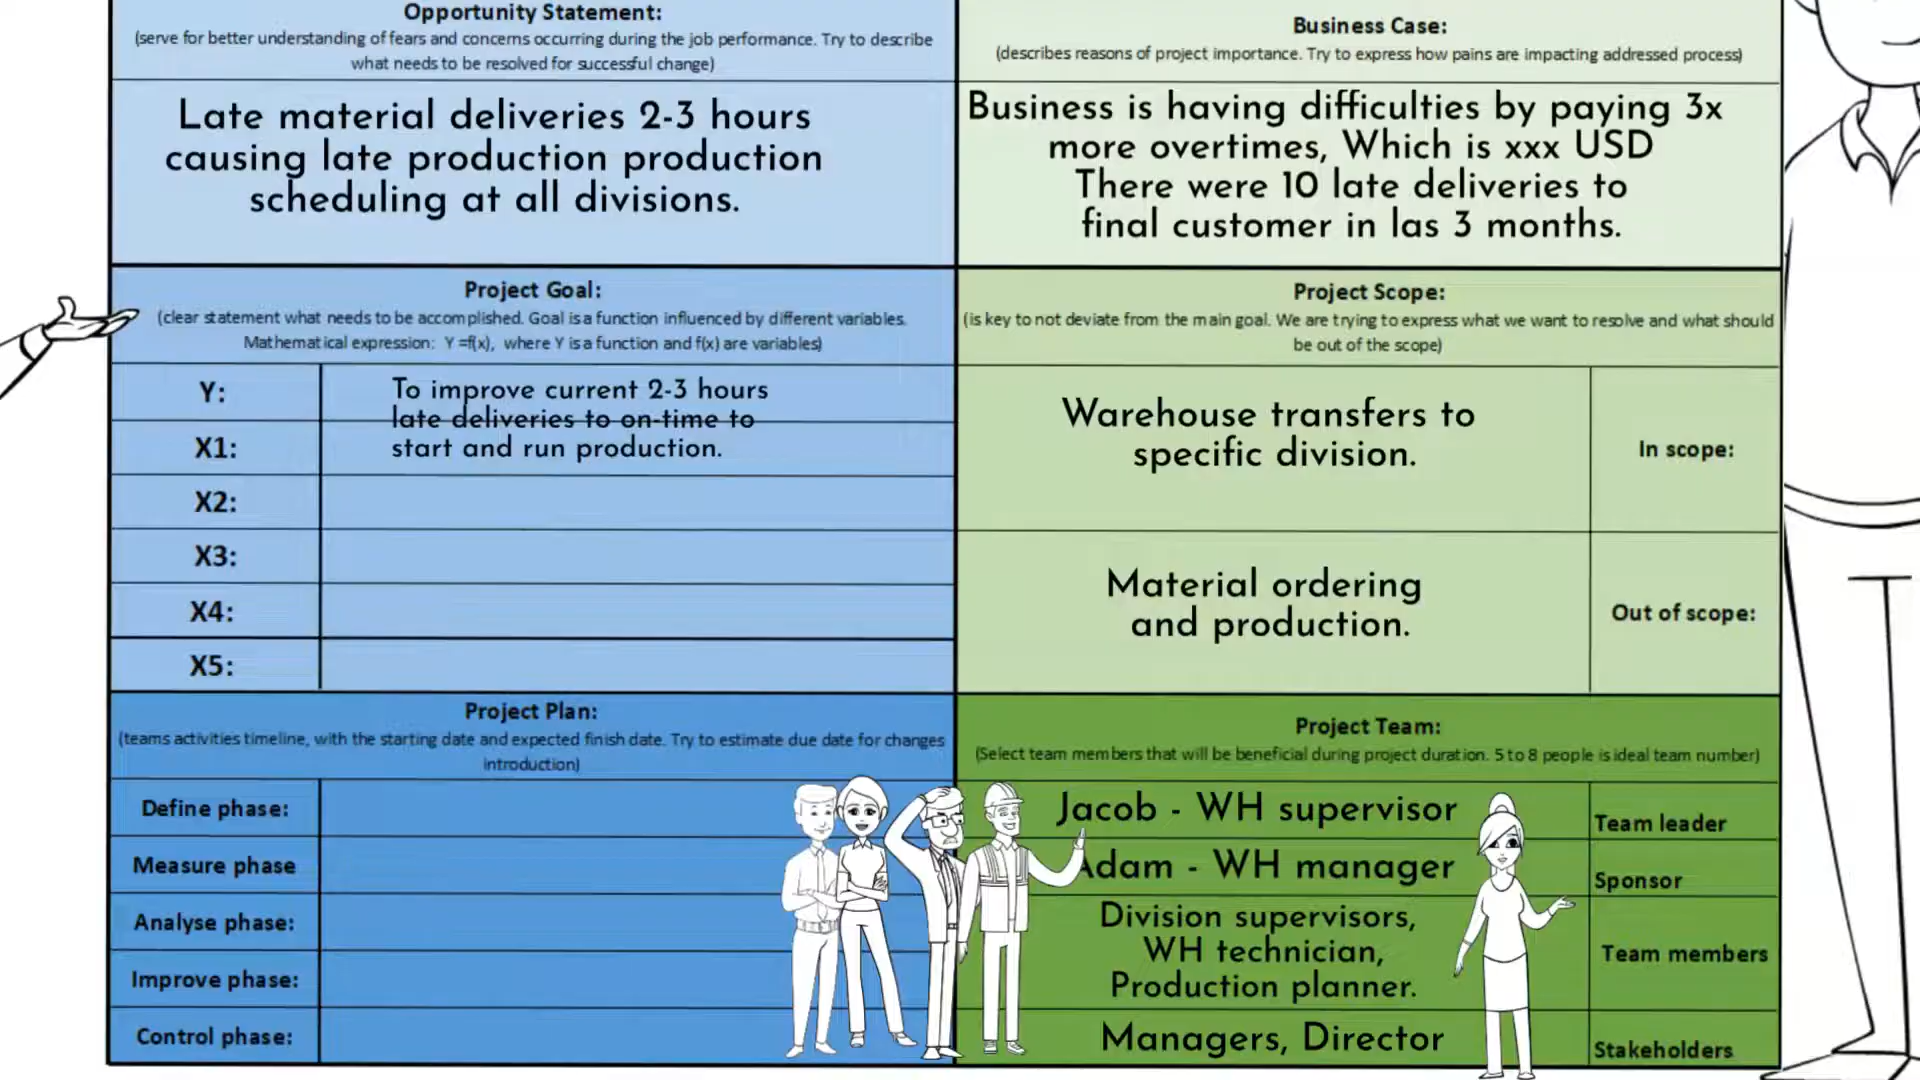 Opportunity Statement:
(serve for better understanding of fears and concerns occurring during the job performance. Try to describe
what needs to be resolved for successful change)
Late material deliveries 2-3 hours
causing late production production
scheduling at all divisions.
Business Case:
(describes reasons of project importance. Try to express how pains are impacting addressed process)
Business is having difficulties by paying 3x
more overtimes, Which is xxx USD
There were 10 late deliveries to
final customer in las 3 months.
Project Goal:
(clear statement what needs to be accomplished. Goal is a function influenced by different variables.
Mathematical expression: Y =f(x), where Y is a function and f(x) are variables)
Y:
To improve current 2-3 hours
late deliveries to on-time to
start and run production.
X1:
X2:
X3:
X4:
X5:
Project Scope:
(is key to not deviate from the main goal. We are trying to express what we want to resolve and what should
be out of the scope)
Warehouse transfers to
specific division.
In scope:
Material ordering
and production.
Out of scope:
Project Plan:
(teams activities timeline, with the starting date and expected finish date. Try to estimate due date for changes
introduction)
Define phase:
Measure phase
Analyse phase:
Improve phase:
Control phase:
Project Team:
(Select team members that will be beneficial during project duration. 5 to 8 people is ideal team number)
Jacob - WH supervisor
Team leader
Adam - WH manager
Sponsor
Division supervisors,
WH technician,
Production planner.
Team members
Managers, Director
Stakeholders